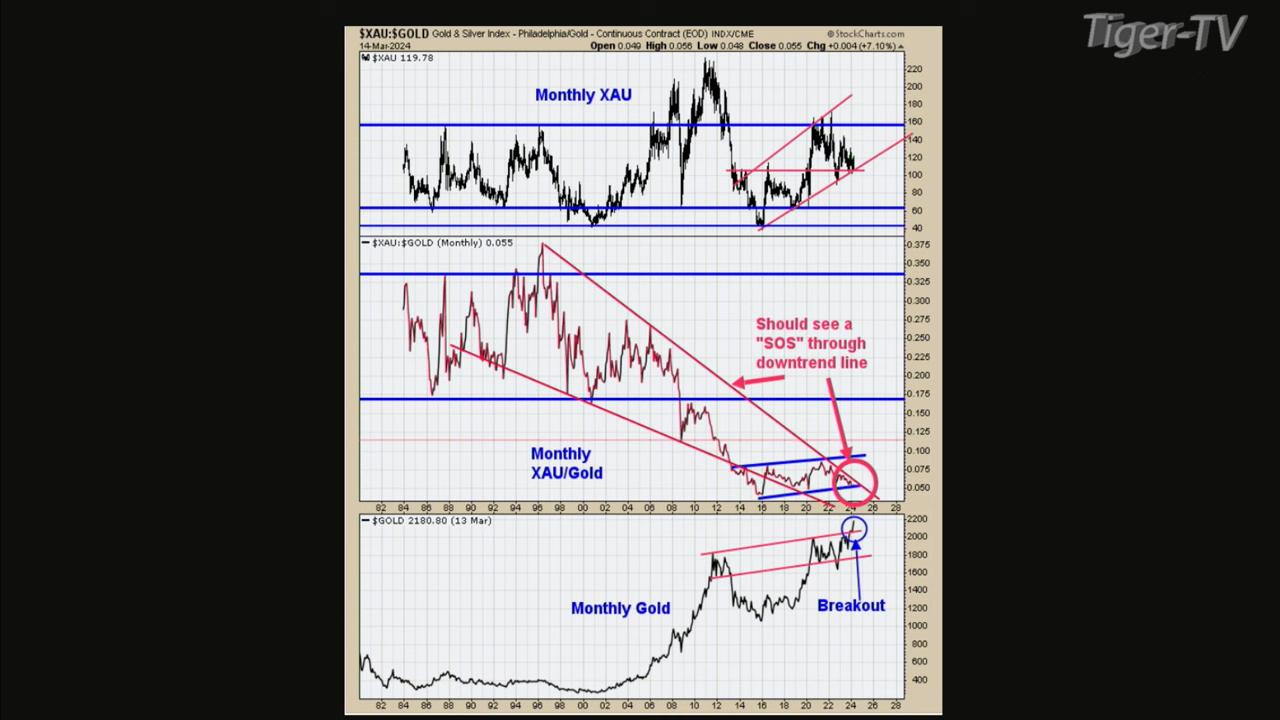 Tiger-TV
$XAU:$GOLD Gold & Silver Index - Philadelphia/Gold - Continuous Contract (EOD) INDX/CME
© StockCharts.com
14-Mar-2024
Open 0.049 High 0.056 Low 0.048 Close 0.055 Chg +0.004 (+7.10%)
$XAU 119.78
Monthly XAU
220
200
180
160
140
120
100
80
60
40
$XAU:$GOLD (Monthly) 0.055
0.375
0.350
0.325
0.300
0.275
0.250
0.225
0.200
0.175
0.150
0.125
0.100
0.075
0.050
Should see a
"SOS" through
downtrend line
Monthly
XAU/Gold
82 84 86 88 90 92 94 96 98 00 02 04 06 08 10 12 14 16 18 20 22 24 26 28
$GOLD 2180.80 (13 Mar)
2200
2000
1800
1600
1400
1200
1000
800
600
400
Monthly Gold
Breakout
82 84 86 88 90 92 94 96 98 00 02 04 06 08 10 12 14 16 18 20 22 24 26 28